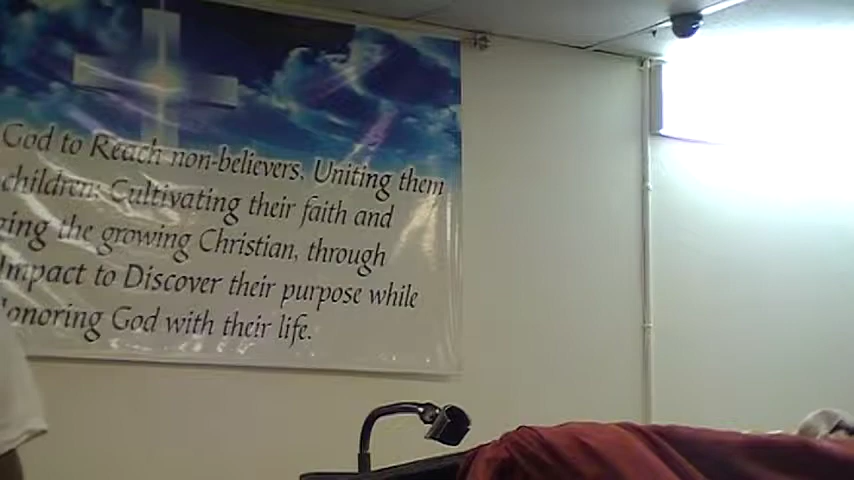 God to Reach non-believers, Uniting them
children; Cultivating their faith and
the growing Christian, through
Impact to Discover their purpose while
Honoring God with their life.